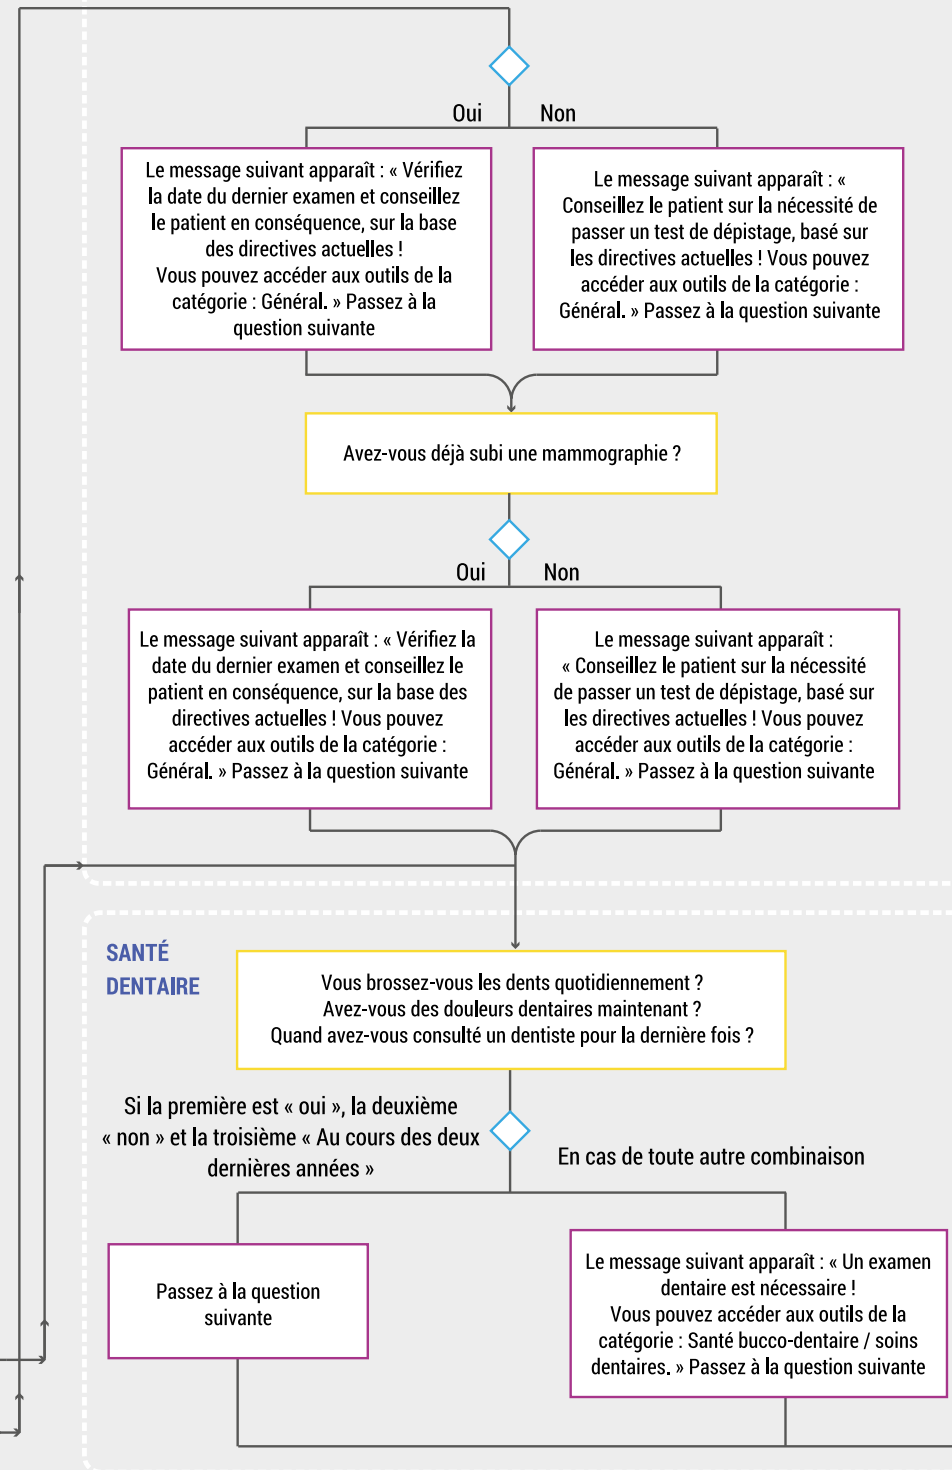 Oui
Non
Le message suivant apparaît : « Vérifiez
la date du dernier examen et conseillez
le patient en conséquence, sur la base
des directives actuelles !
Vous pouvez accéder aux outils de la
catégorie : Général. » Passez à la
question suivante
Le message suivant apparaît : «
Conseillez le patient sur la nécessité de
passer un test de dépistage, basé sur
les directives actuelles ! Vous pouvez
accéder aux outils de la catégorie :
Général. » Passez à la question suivante
Avez-vous déjà subi une mammographie ?
Oui
Non
Le message suivant apparaît : « Vérifiez la
date du dernier examen et conseillez le
patient en conséquence, sur la base des
directives actuelles ! Vous pouvez
accéder aux outils de la catégorie :
Général. » Passez à la question suivante
Le message suivant apparaît :
« Conseillez le patient sur la nécessité
de passer un test de dépistage, basé sur
les directives actuelles ! Vous pouvez
accéder aux outils de la catégorie :
Général. » Passez à la question suivante
SANTÉ
DENTAIRE
Vous brossez-vous les dents quotidiennement ?
Avez-vous des douleurs dentaires maintenant ?
Quand avez-vous consulté un dentiste pour la dernière fois ?
Si la première est « oui », la deuxième
« non » et la troisième « Au cours des deux
dernières années »
En cas de toute autre combinaison
Passez à la question
suivante
Le message suivant apparaît : « Un examen
dentaire est nécessaire !
Vous pouvez accéder aux outils de la
catégorie : Santé bucco-dentaire / soins
dentaires. » Passez à la question suivante